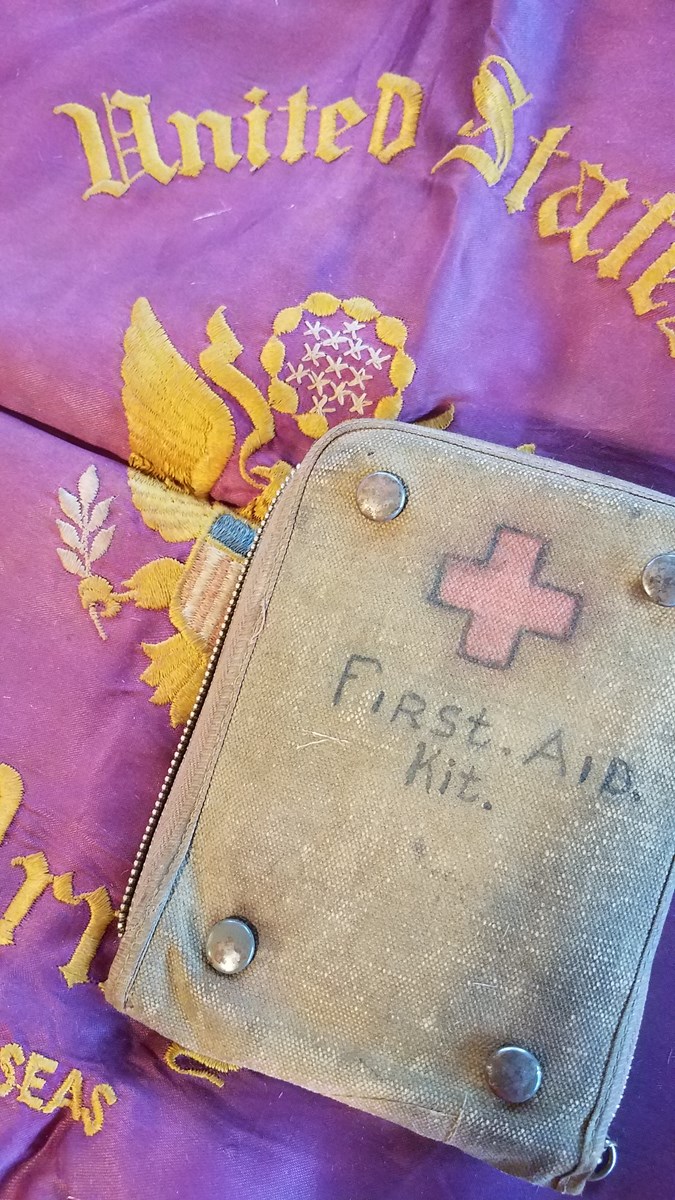 United States
FiRSt. AiD.
Kit.
SEAS